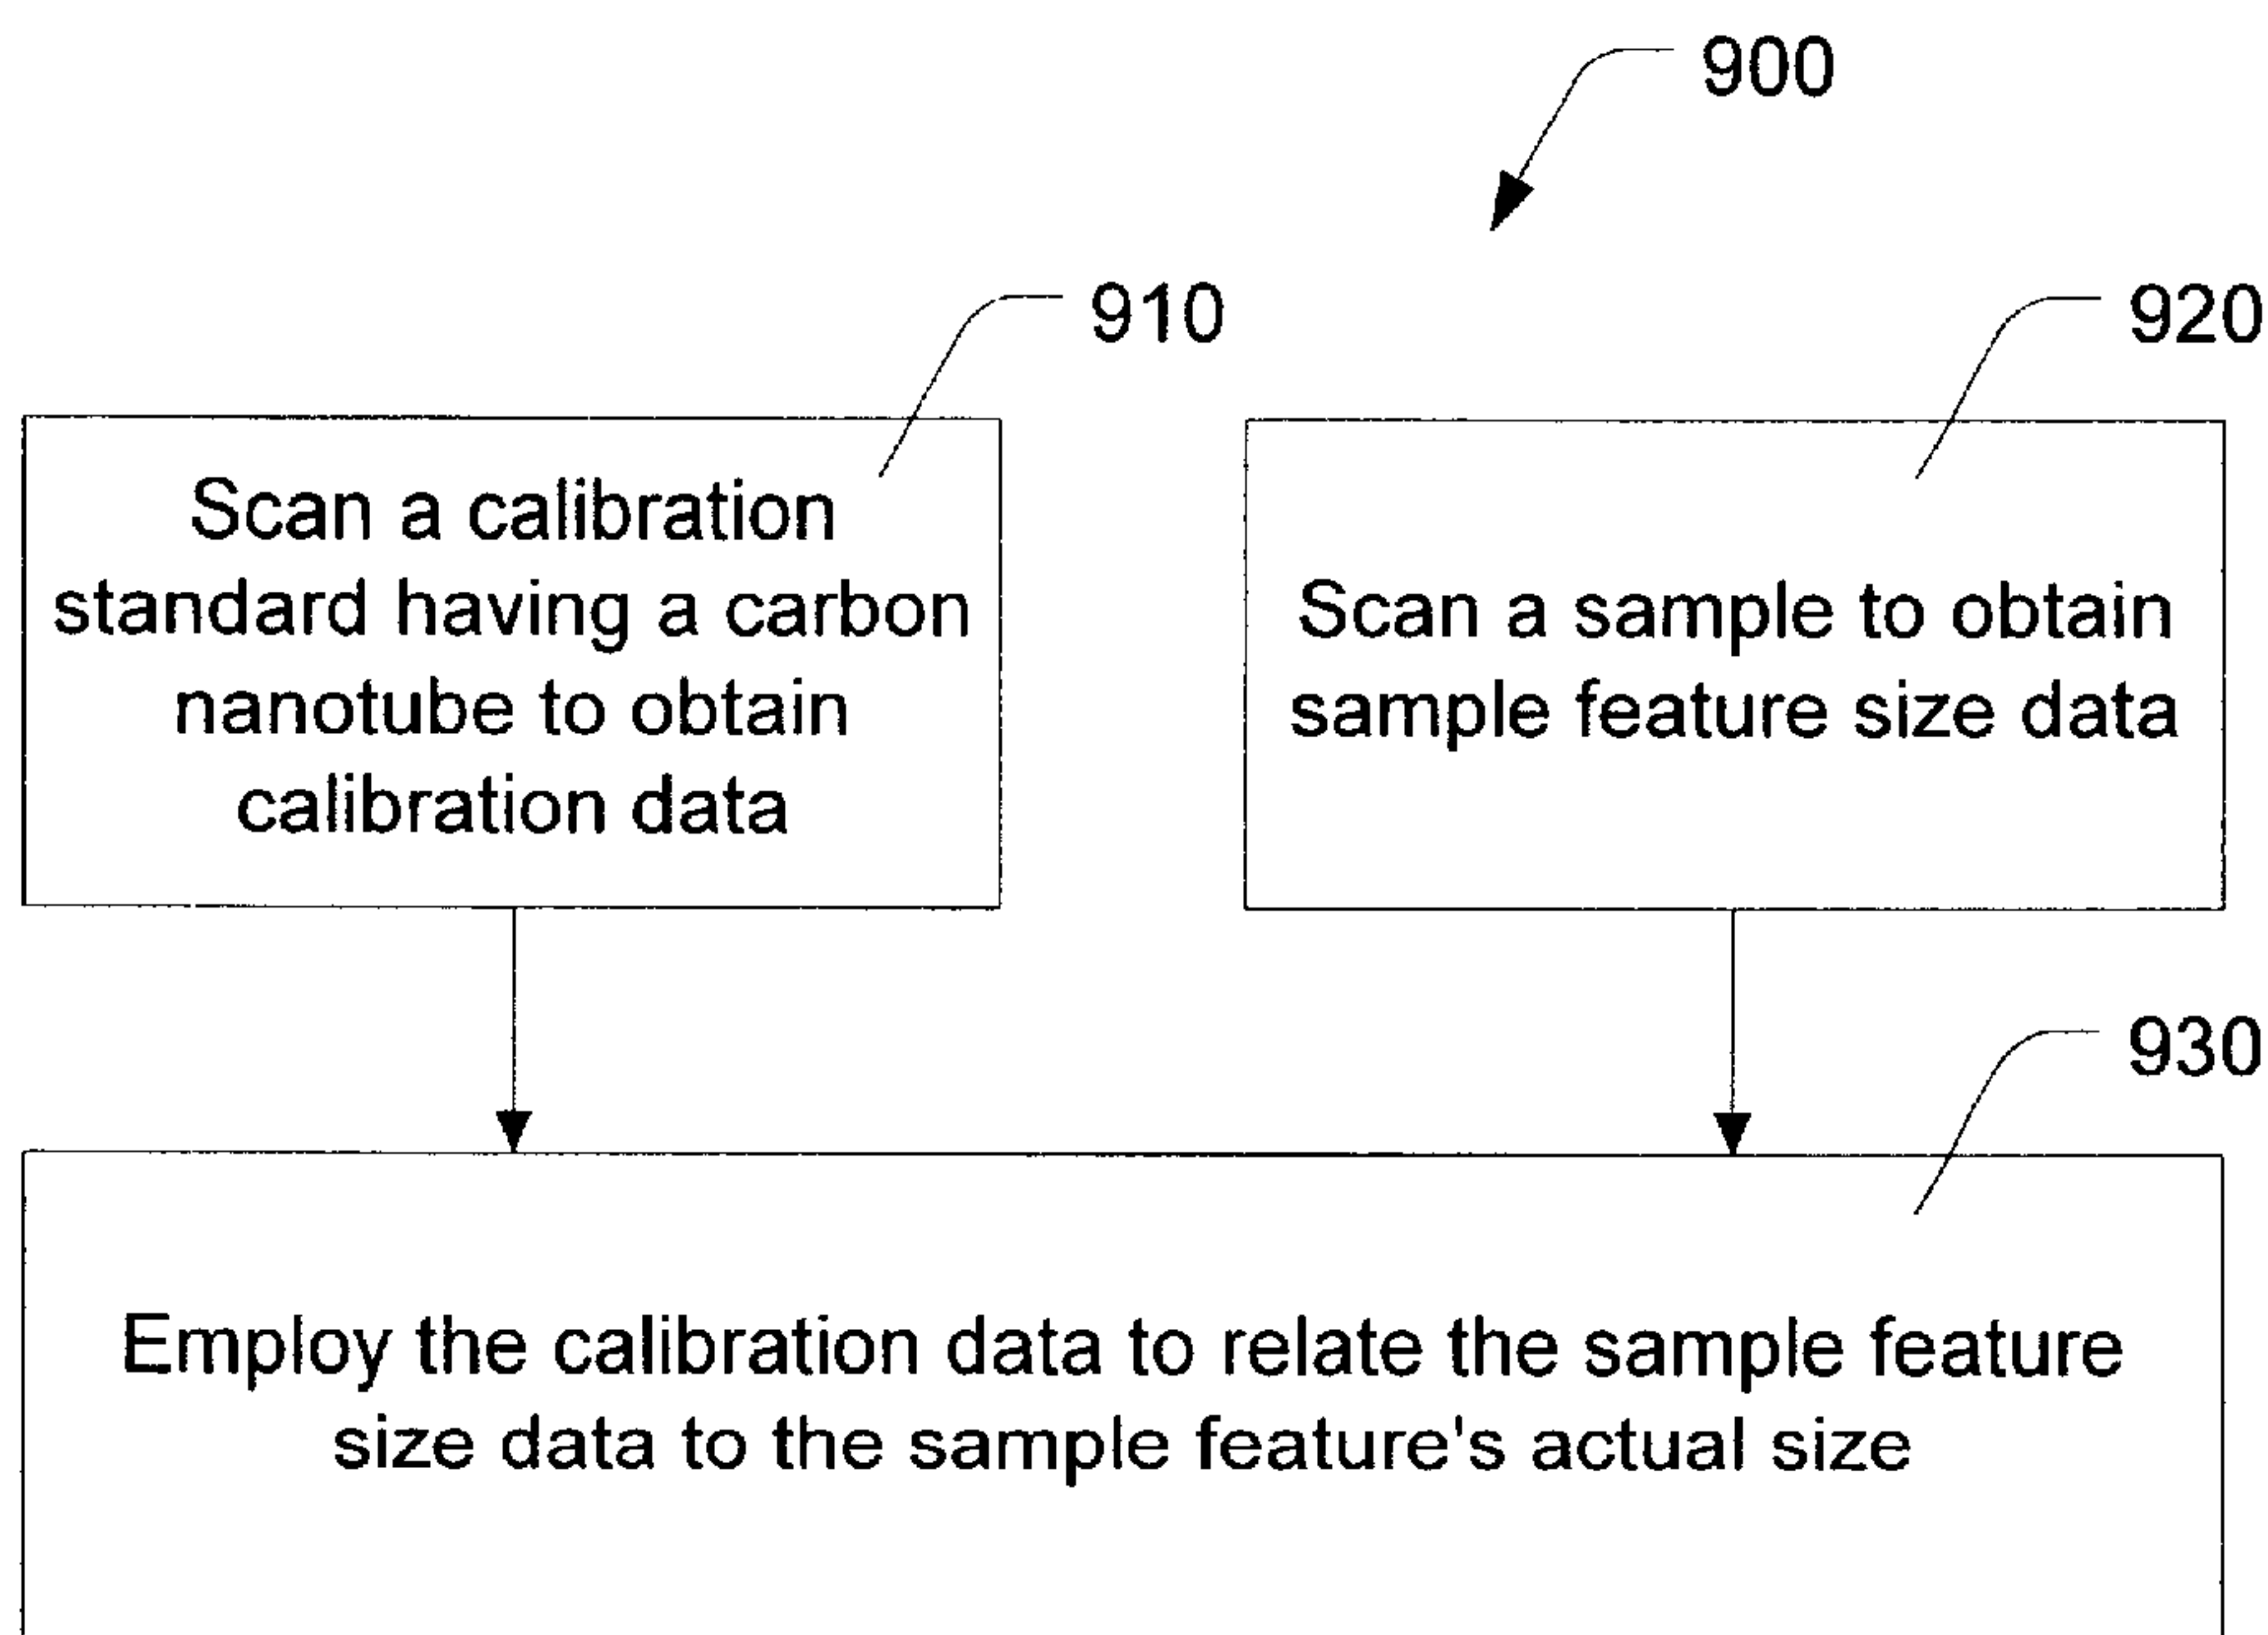 900
910
920
Scan a calibration
standard having a carbon
nanotube to obtain
calibration data
Scan a sample to obtain
sample feature size data
930
Employ the calibration data to relate the sample feature
size data to the sample feature's actual size